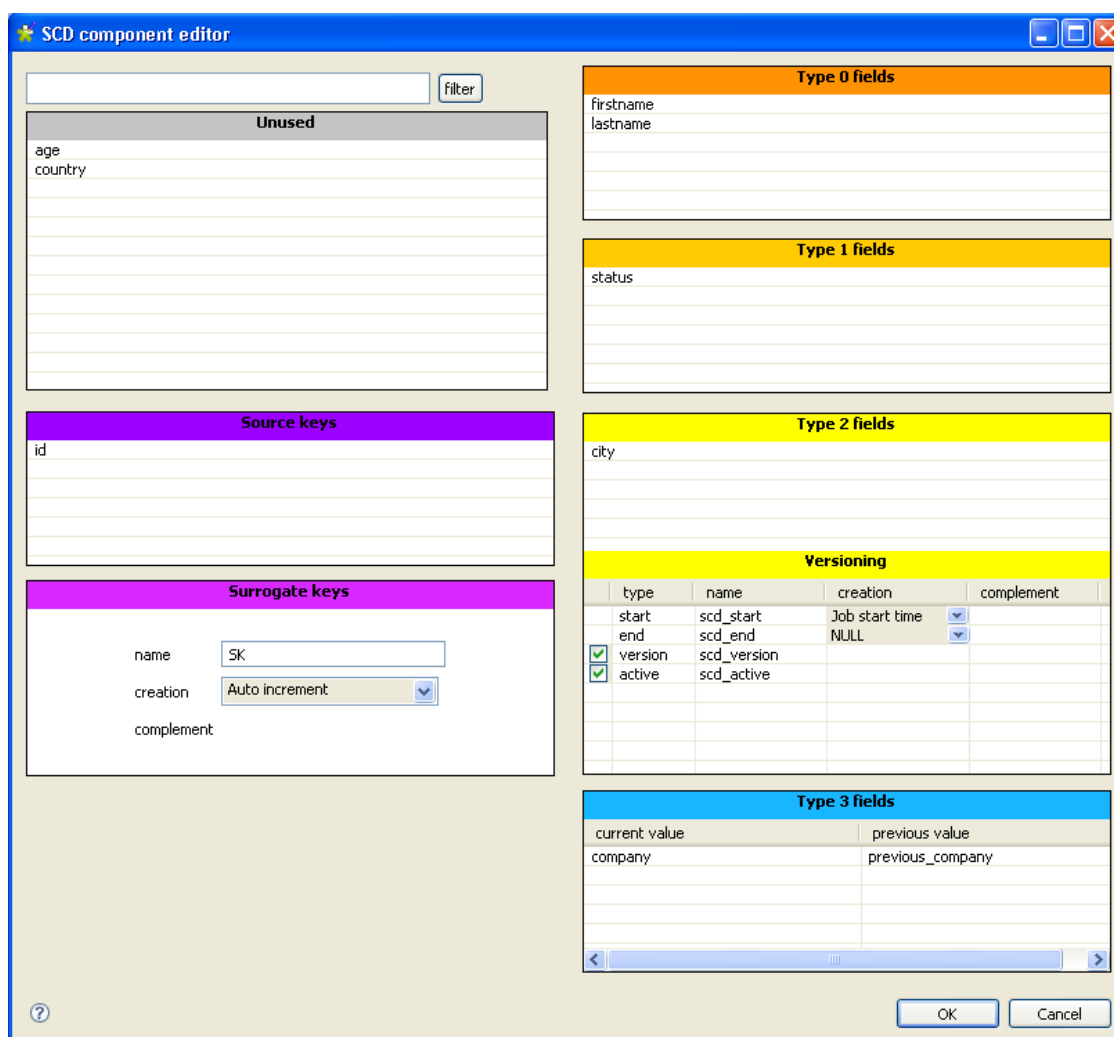 SCD component editor
filter
Unused
age
country
Source keys
id
Surrogate keys
name SK
creation Auto increment
complement
Type 0 fields
firstname
lastname
Type 1 fields
status
Type 2 fields
city
Versioning
type name creation complement
start scd_start Job start time
end scd_end NULL
version scd_version
active scd_active
Type 3 fields
current value previous value
company previous_company
?
OK Cancel